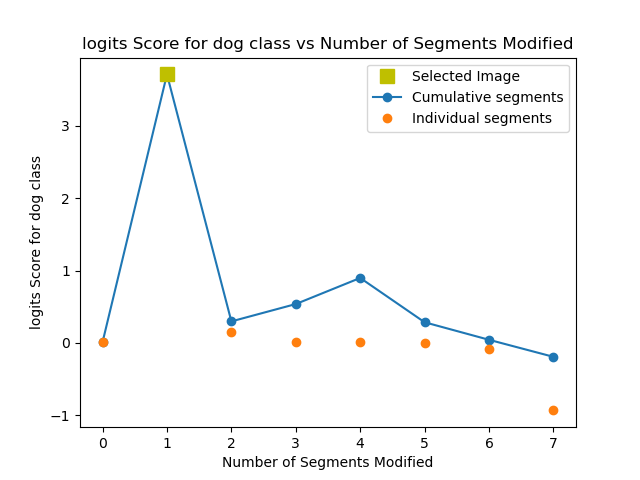 logits Score for dog class vs Number of Segments Modified
Selected Image
Cumulative segments
Individual segments
logits Score for dog class
3
2
1
0
−1
0 1 2 3 4 5 6 7
Number of Segments Modified